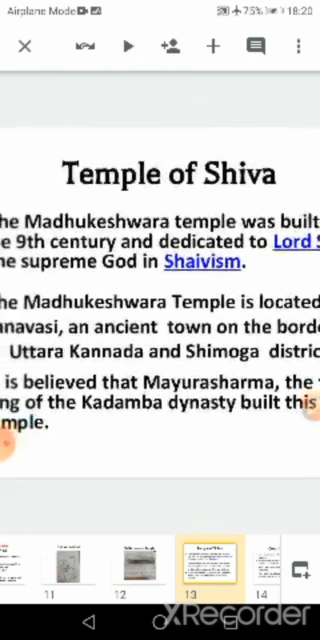 Airplane Mode 75% 18:20
Temple of Shiva
he Madhukeshwara temple was built
e 9th century and dedicated to Lord S
he supreme God in Shaivism.
he Madhukeshwara Temple is located
anavasi, an ancient town on the borde
Uttara Kannada and Shimoga distric
is believed that Mayurasharma, the
ng of the Kadamba dynasty built this
mple.
11 12 13 14
XRecorder